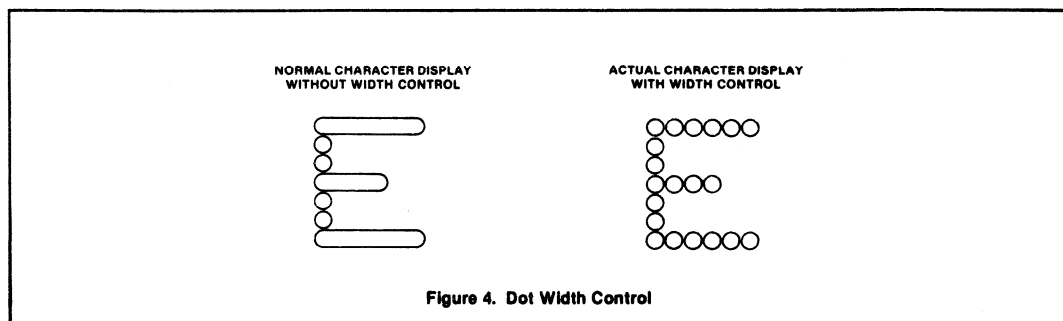 NORMAL CHARACTER DISPLAY
WITHOUT WIDTH CONTROL
ACTUAL CHARACTER DISPLAY
WITH WIDTH CONTROL
Figure 4. Dot Width Control